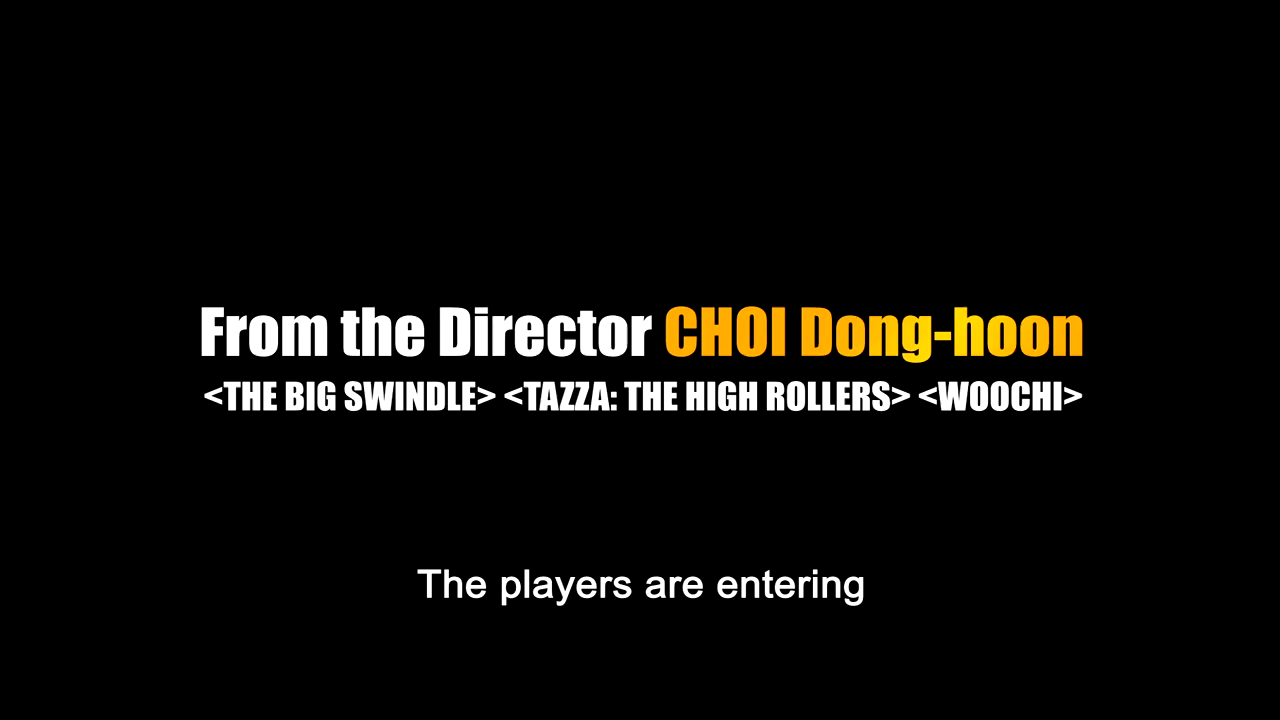 From the Director CHOI Dong-hoon
<THE BIG SWINDLE> <TAZZA: THE HIGH ROLLERS> <WOOCHI>
The players are entering